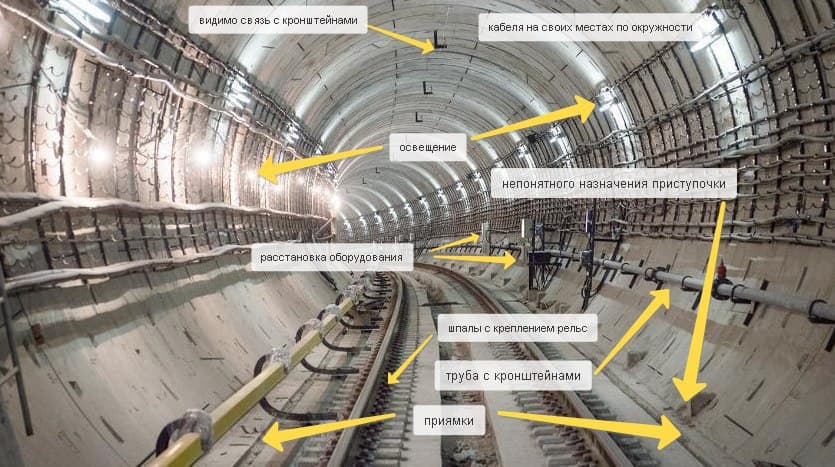 видимо связь с кронштейнами
кабеля на своих местах по окружности
освещение
непонятного назначения приступочки
расстановка оборудования
шпалы с креплением рельс
труба с кронштейнами
приямки